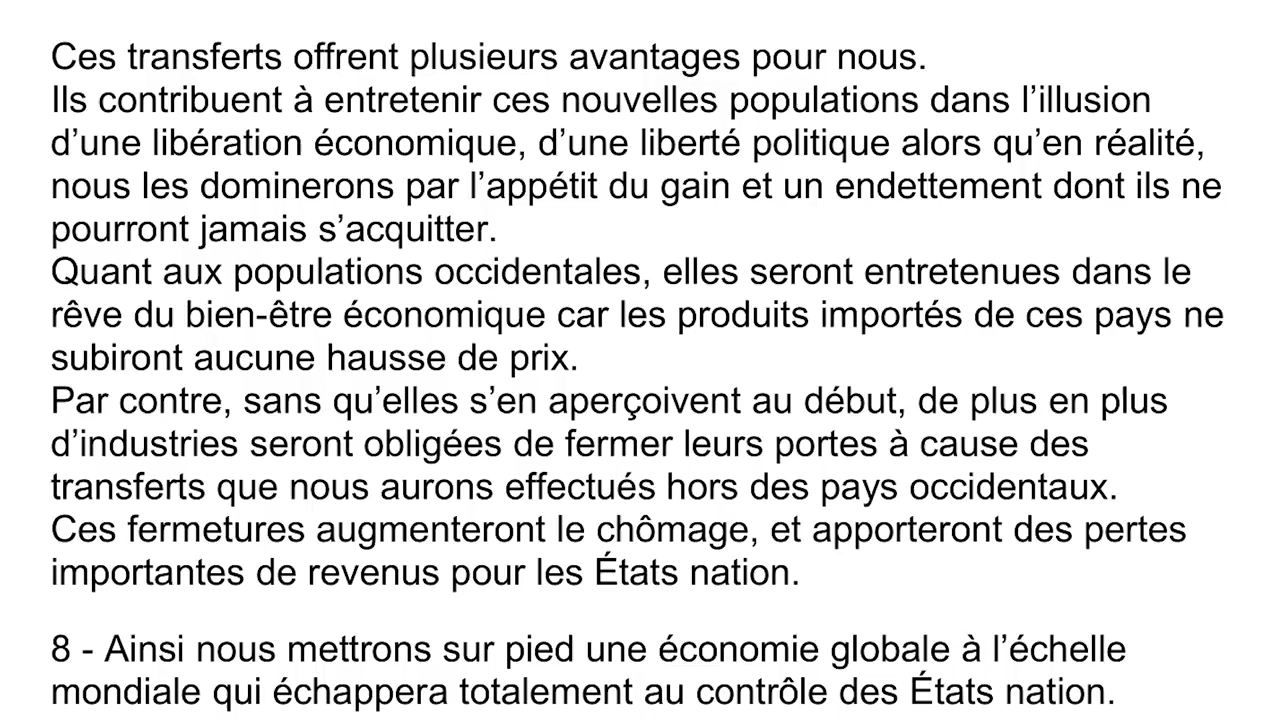 Ces transferts offrent plusieurs avantages pour nous.
Ils contribuent à entretenir ces nouvelles populations dans l’illusion
d’une libération économique, d’une liberté politique alors qu’en réalité,
nous les dominerons par l’appétit du gain et un endettement dont ils ne
pourront jamais s’acquitter.
Quant aux populations occidentales, elles seront entretenues dans le
rêve du bien-être économique car les produits importés de ces pays ne
subiront aucune hausse de prix.
Par contre, sans qu’elles s’en aperçoivent au début, de plus en plus
d’industries seront obligées de fermer leurs portes à cause des
transferts que nous aurons effectués hors des pays occidentaux.
Ces fermetures augmenteront le chômage, et apporteront des pertes
importantes de revenus pour les États nation.
8 - Ainsi nous mettrons sur pied une économie globale à l’échelle
mondiale qui échappera totalement au contrôle des États nation.